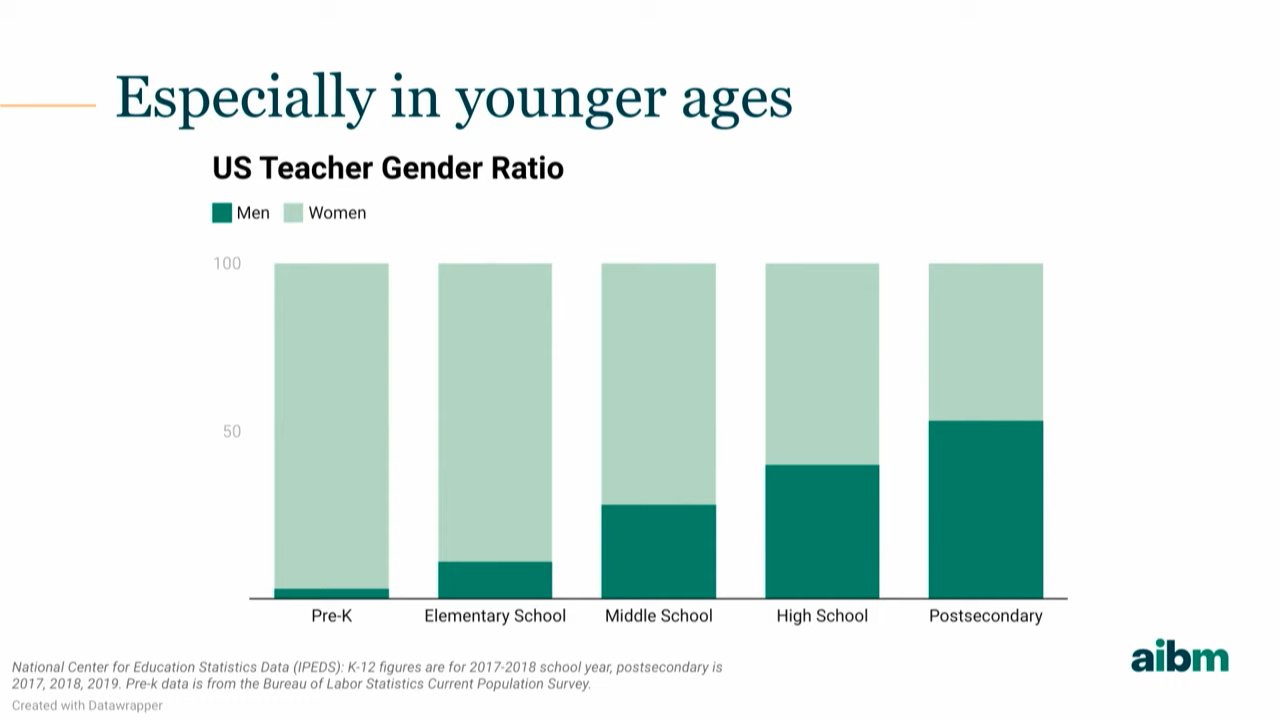 Especially in younger ages
US Teacher Gender Ratio
Men Women
100
50
Pre-K Elementary School Middle School High School Postsecondary
National Center for Education Statistics Data (IPEDS): K-12 figures are for 2017-2018 school year, postsecondary is
2017, 2018, 2019. Pre-k data is from the Bureau of Labor Statistics Current Population Survey.
Created with Datawrapper
aibm